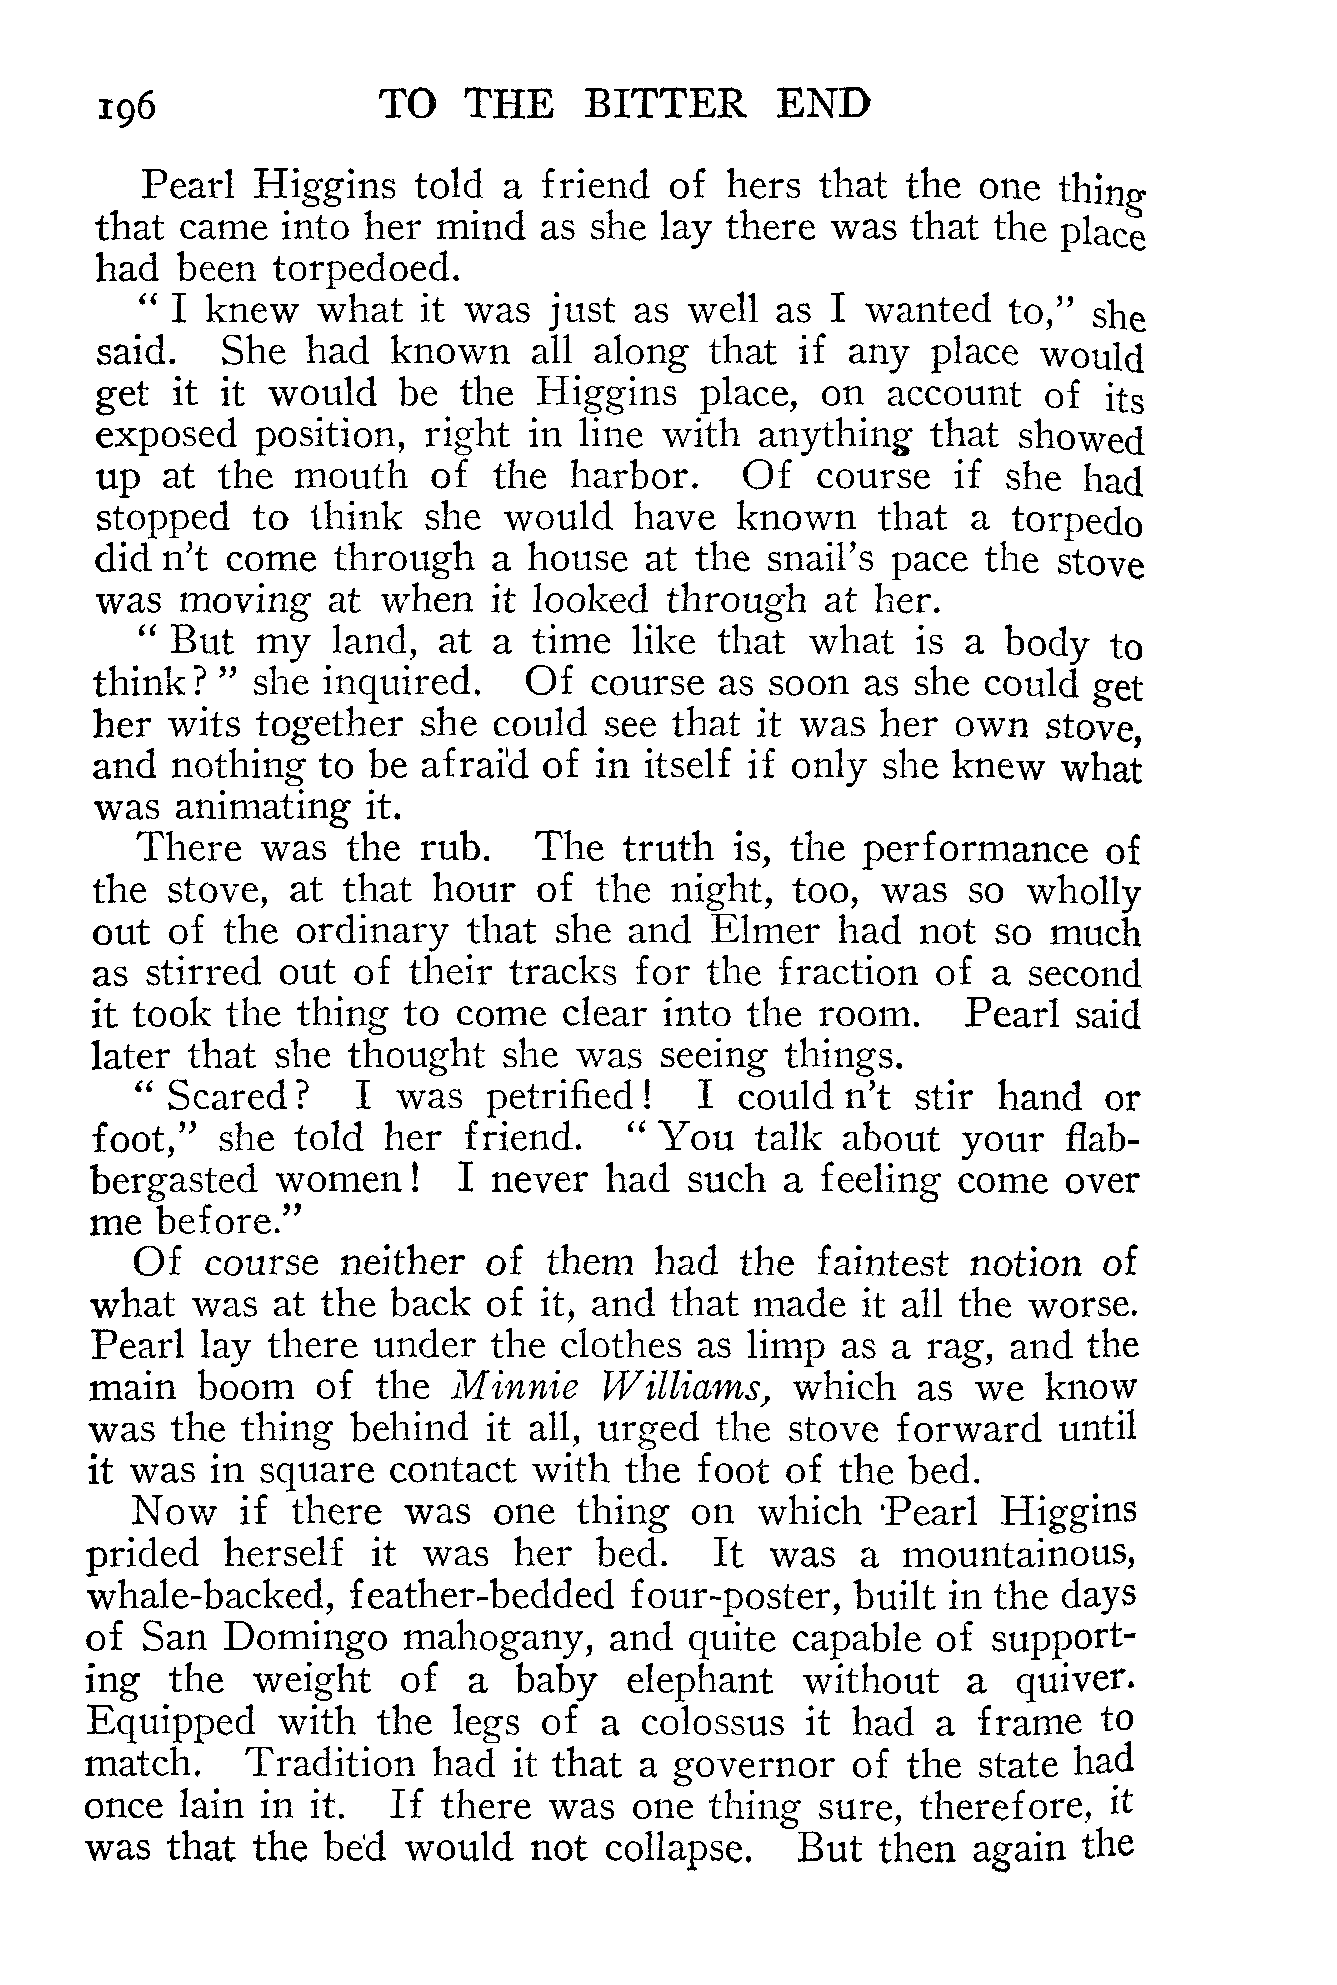 196 TO THE BITTER END
Pearl Higgins told a friend of hers that the one thing
that came into her mind as she lay there was that the place
had been torpedoed.
“ I knew what it was just as well as I wanted to,” she
said. She had known all along that if any place would
get it it would be the Higgins place, on account of its
exposed position, right in line with anything that showed
up at the mouth of the harbor. Of course if she had
stopped to think she would have known that a torpedo
did n’t come through a house at the snail’s pace the stove
was moving at when it looked through at her.
“ But my land, at a time like that what is a body to
think? ” she inquired. Of course as soon as she could get
her wits together she could see that it was her own stove,
and nothing to be afraid of in itself if only she knew what
was animating it.
There was the rub. The truth is, the performance of
the stove, at that hour of the night, too, was so wholly
out of the ordinary that she and Elmer had not so much
as stirred out of their tracks for the fraction of a second
it took the thing to come clear into the room. Pearl said
later that she thought she was seeing things.
“ Scared? I was petrified! I could n’t stir hand or
foot,” she told her friend. “ You talk about your flab-
bergasted women! I never had such a feeling come over
me before.”
Of course neither of them had the faintest notion of
what was at the back of it, and that made it all the worse.
Pearl lay there under the clothes as limp as a rag, and the
main boom of the Minnie Williams, which as we know
was the thing behind it all, urged the stove forward until
it was in square contact with the foot of the bed.
Now if there was one thing on which Pearl Higgins
prided herself it was her bed. It was a mountainous,
whale-backed, feather-bedded four-poster, built in the days
of San Domingo mahogany, and quite capable of support-
ing the weight of a baby elephant without a quiver.
Equipped with the legs of a colossus it had a frame to
match. Tradition had it that a governor of the state had
once lain in it. If there was one thing sure, therefore, it
was that the bed would not collapse. But then again the